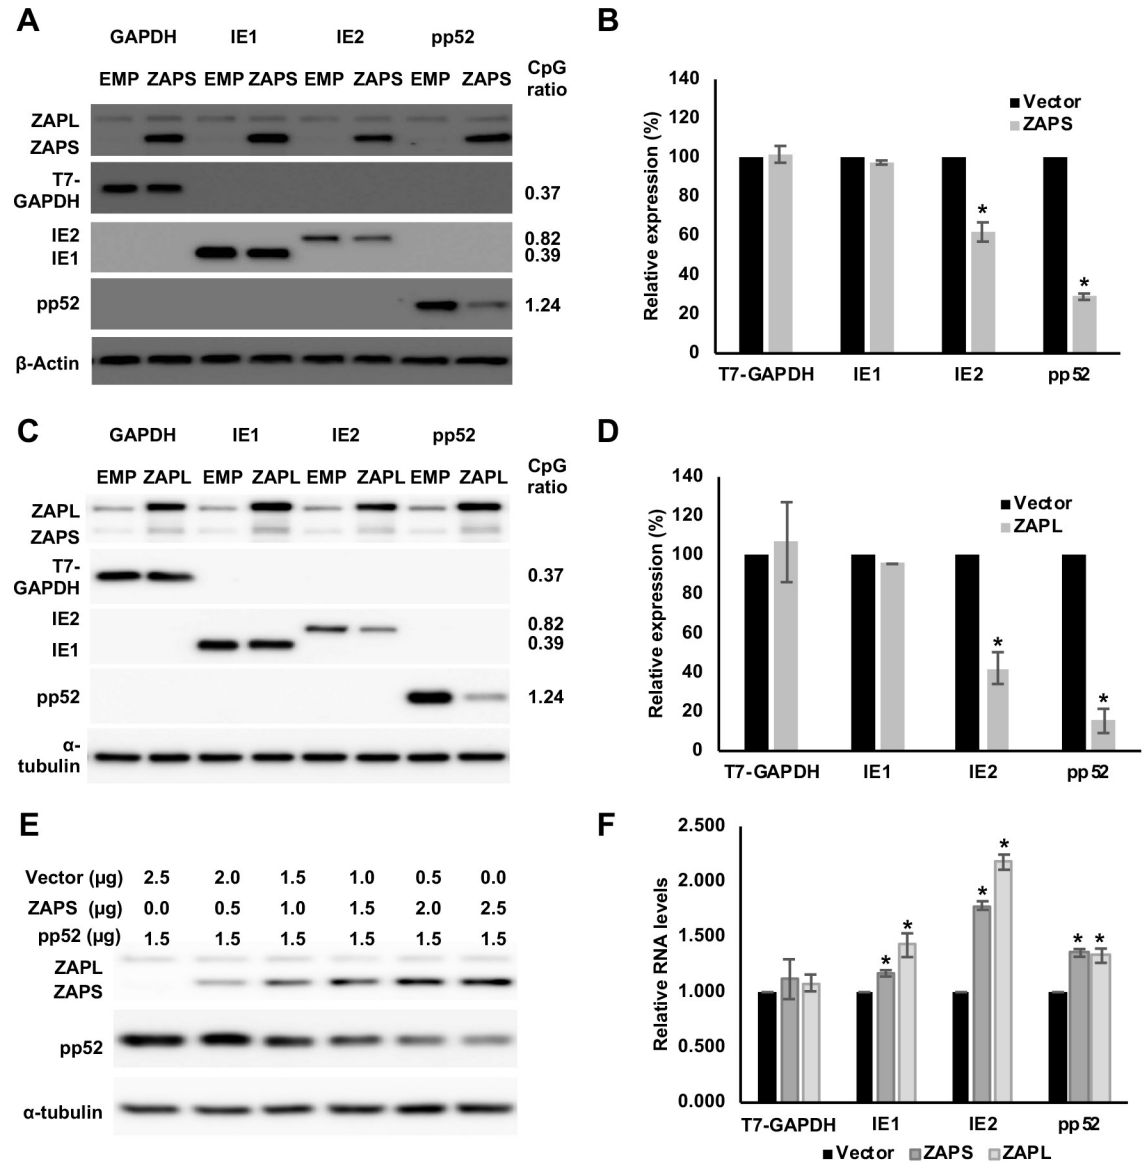 A
GAPDH IE1 IE2 pp52
EMP ZAPS EMP ZAPS EMP ZAPS EMP ZAPS
CpG
ratio
ZAPL
ZAPS
T7-
GAPDH
0.37
IE2 0.82
IE1 0.39
pp52 1.24
β-Actin
B
Relative expression (%)
140
120
100
80
60
40
20
0
Vector
ZAPS
*
*
T7-GAPDH IE1 IE2 pp52
C
GAPDH IE1 IE2 pp52
EMP ZAPL EMP ZAPL EMP ZAPL EMP ZAPL
CpG
ratio
ZAPL
ZAPS
T7-
GAPDH
0.37
IE2 0.82
IE1 0.39
pp52 1.24
α-
tubulin
D
Relative expression (%)
140
120
100
80
60
40
20
0
Vector
ZAPL
*
*
T7-GAPDH IE1 IE2 pp52
E
Vector (µg) 2.5 2.0 1.5 1.0 0.5 0.0
ZAPS (µg) 0.0 0.5 1.0 1.5 2.0 2.5
pp52 (µg) 1.5 1.5 1.5 1.5 1.5 1.5
ZAPL
ZAPS
pp52
α-tubulin
F
Relative RNA levels
2.500
2.000
1.500
1.000
0.500
0.000
* * * * * *
T7-GAPDH IE1 IE2 pp52
Vector ZAPS ZAPL